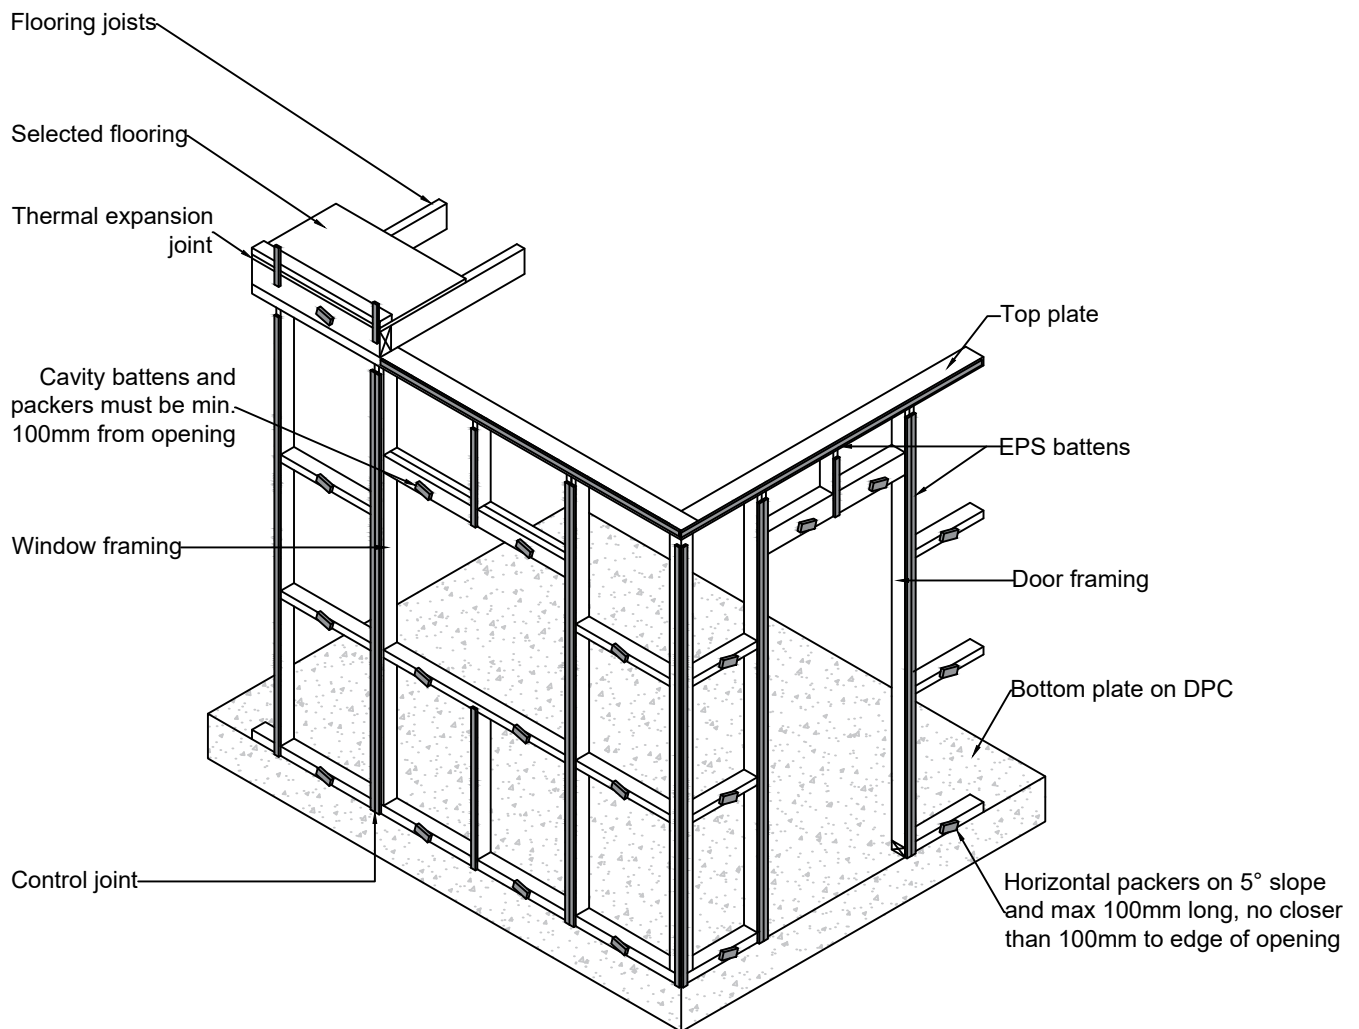 Flooring joists
Selected flooring
Thermal expansion
joint
Top plate
Cavity battens and
packers must be min.
100mm from opening
EPS battens
Window framing
Door framing
Bottom plate on DPC
Control joint
Horizontal packers on 5° slope
and max 100mm long, no closer
than 100mm to edge of opening